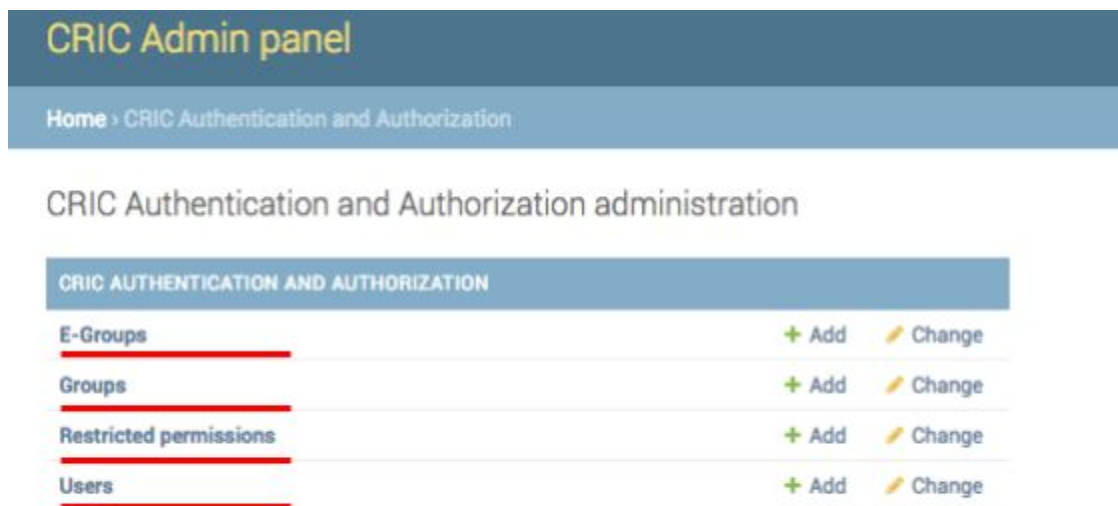 CRIC Admin panel
Home › CRIC Authentication and Authorization
CRIC Authentication and Authorization administration
CRIC AUTHENTICATION AND AUTHORIZATION
E-Groups + Add Change
Groups + Add Change
Restricted permissions + Add Change
Users + Add Change